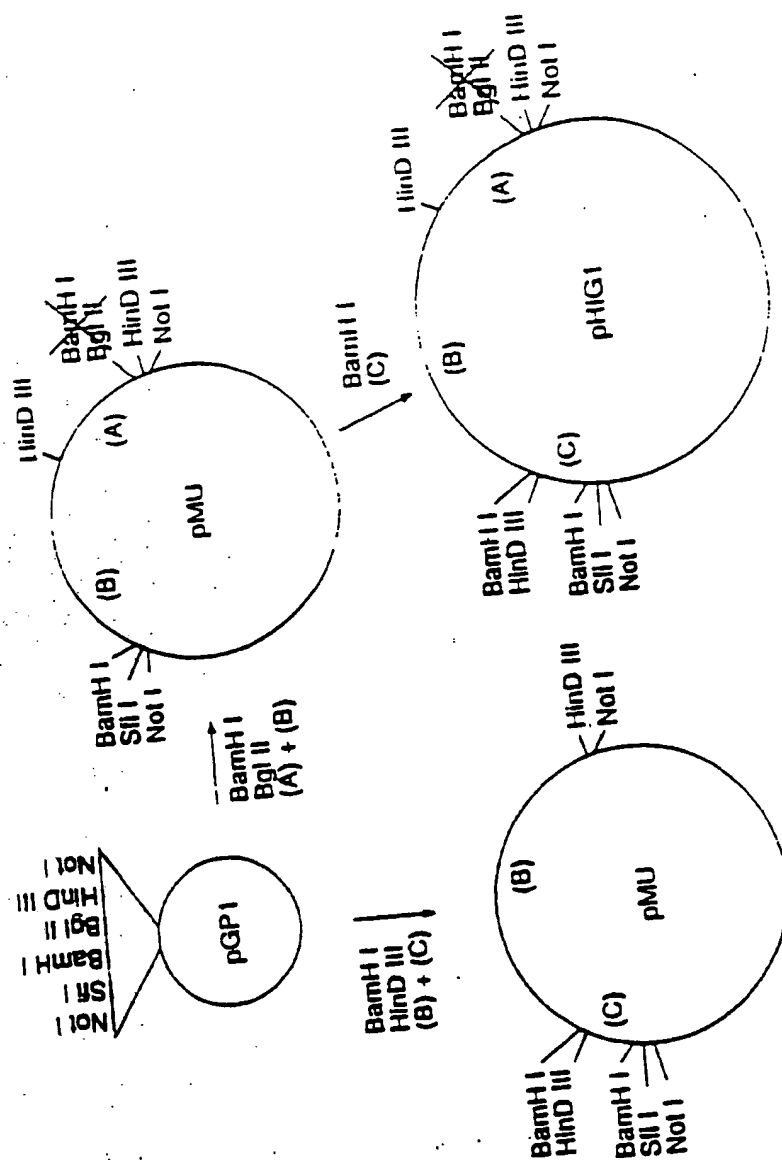 Not I
Sfi I
BamH I
Bgl II
HinD III
Not I
pGP1
BamH I
Bgl II
(A) + (B)
BamH I
Sfi I
Not I
(B)
pMU
(A)
HinD III
BamH I
Bgl II
HinD III
Not I
BamH I
HinD III
(B) + (C)
BamH I
(C)
BamH I
HinD III
(C)
BamH I
Sfi I
Not I
(B)
pMU
HinD III
Not I
BamH I
HinD III
(C)
BamH I
Sfi I
Not I
(B)
pHIG1
(A)
HinD III
BamH I
Bgl II
HinD III
Not I